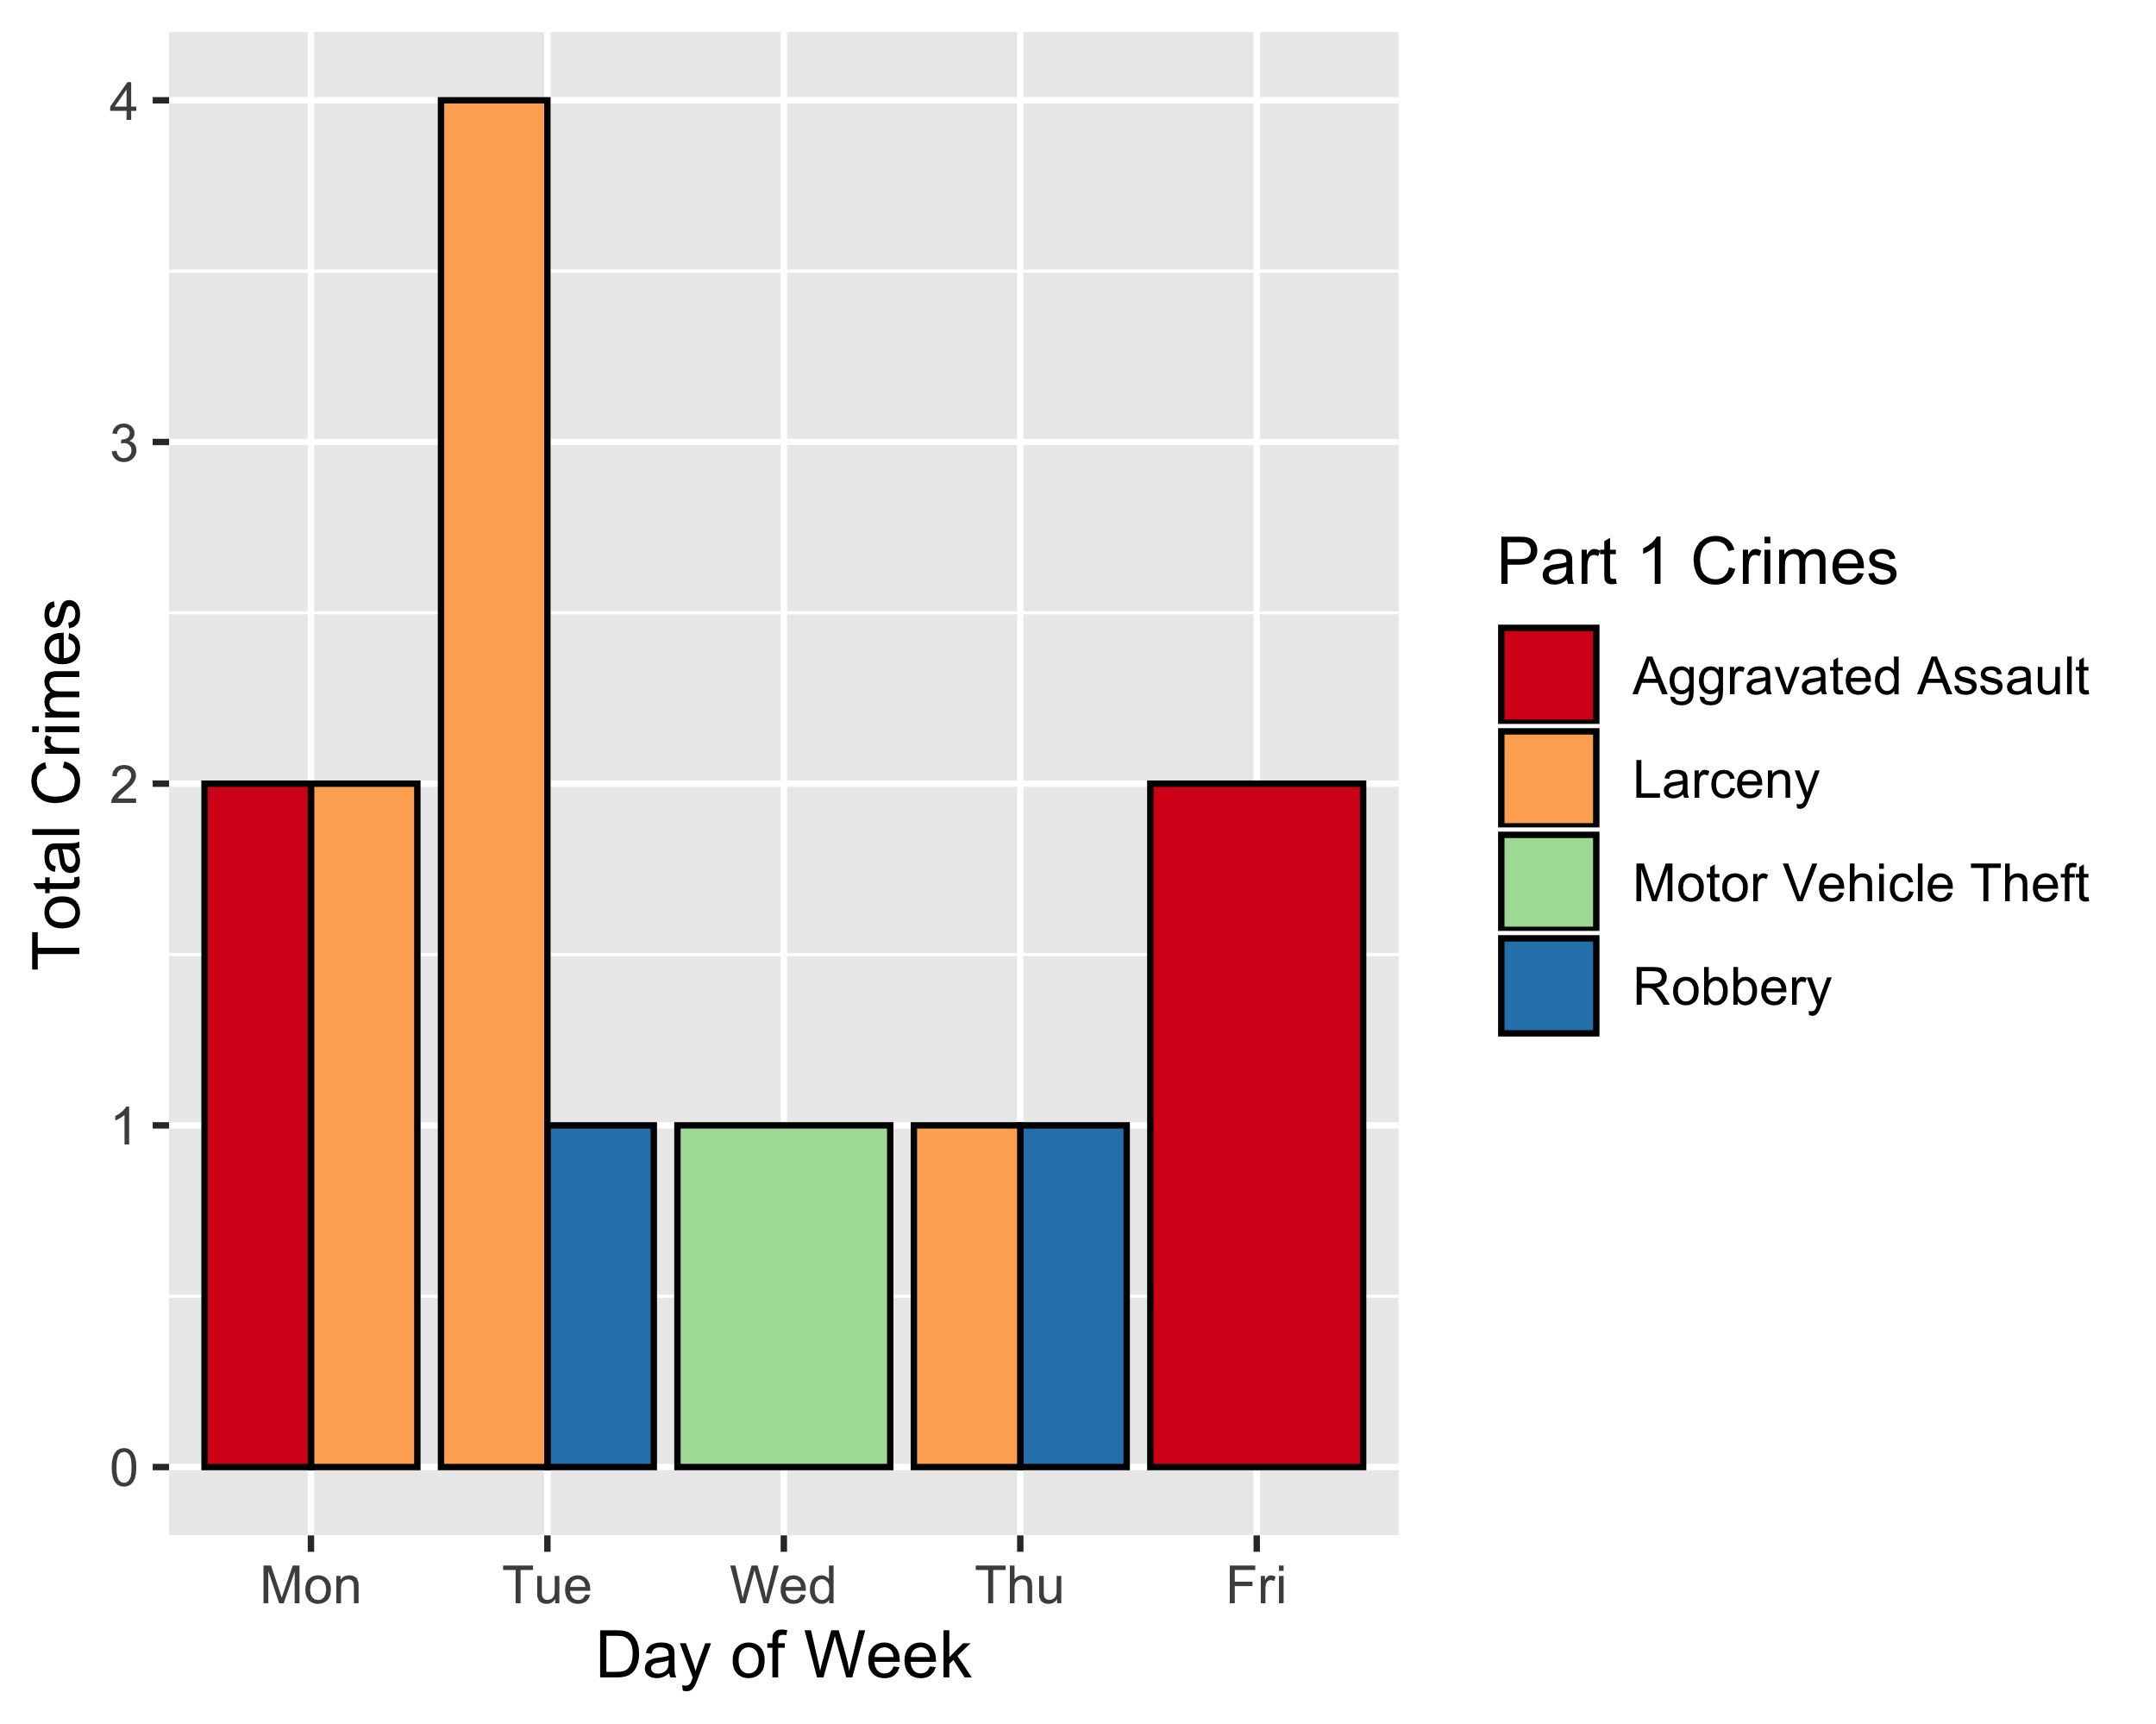 Total Crimes
4
3
2
1
0
Mon Tue Wed Thu Fri
Day of Week
Part 1 Crimes
Aggravated Assault
Larceny
Motor Vehicle Theft
Robbery